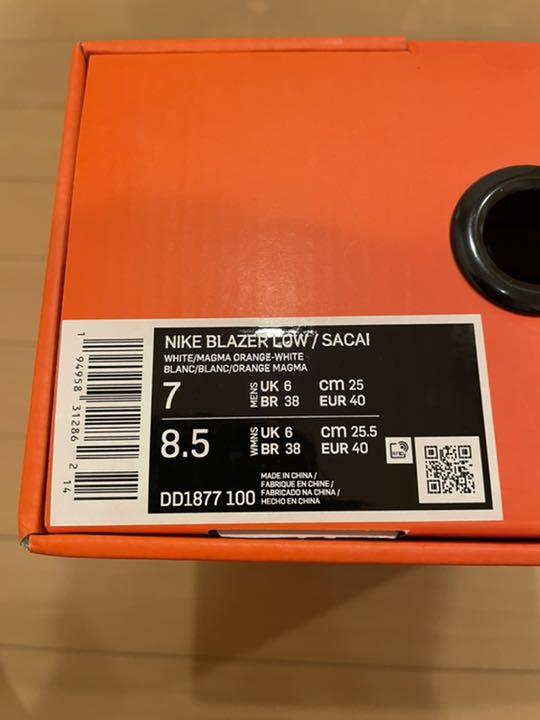 NIKE BLAZER LOW / SACAI
WHITE/MAGMA ORANGE-WHITE
BLANC/BLANC/ORANGE MAGMA
7 MENS UK 6 cm 25
BR 38 EUR 40
8.5 WMNS UK 6 cm 25.5
BR 38 EUR 40
MADE IN CHINA /
FABRIQUE EN CHINE /
FABRICADO NA CHINA /
DD1877 100 HECHO EN CHINA
1 94958 31286 2 14